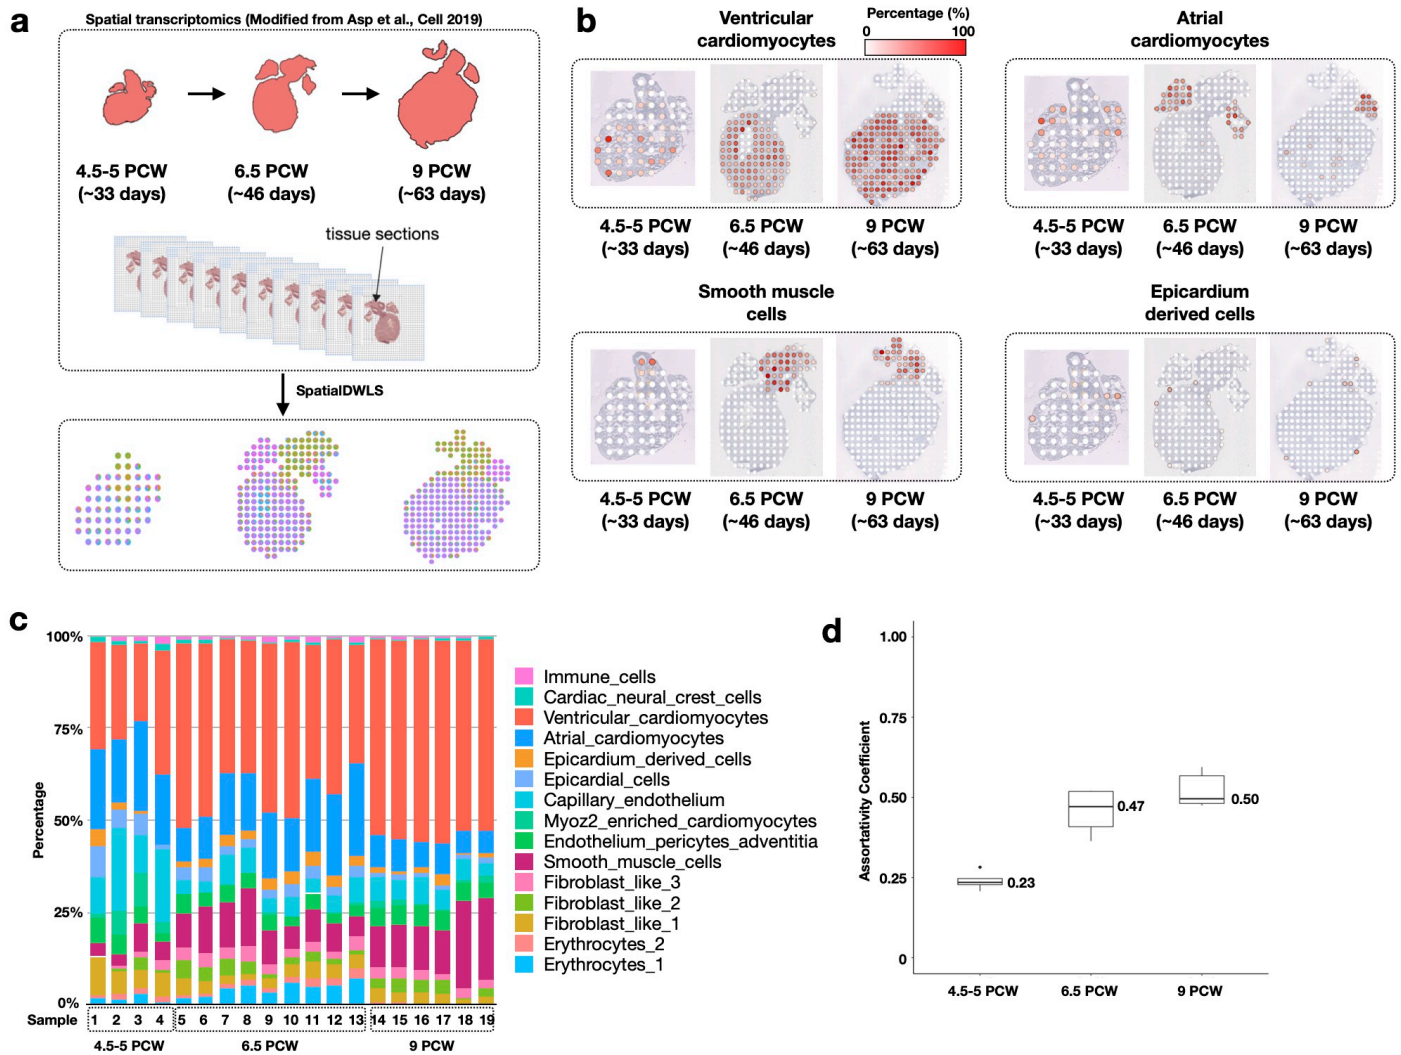 a
Spatial transcriptomics (Modified from Asp et al., Cell 2019)
4.5-5 PCW
(~33 days)
6.5 PCW
(~46 days)
9 PCW
(~63 days)
tissue sections
SpatialDWLS
b
Percentage (%)
0
100
Ventricular
cardiomyocytes
4.5-5 PCW
(~33 days)
6.5 PCW
(~46 days)
9 PCW
(~63 days)
Atrial
cardiomyocytes
4.5-5 PCW
(~33 days)
6.5 PCW
(~46 days)
9 PCW
(~63 days)
Smooth muscle
cells
4.5-5 PCW
(~33 days)
6.5 PCW
(~46 days)
9 PCW
(~63 days)
Epicardium
derived cells
4.5-5 PCW
(~33 days)
6.5 PCW
(~46 days)
9 PCW
(~63 days)
c
Percentage
100%
75%
50%
25%
0%
Sample 1 2 3 4 5 6 7 8 9 10 11 12 13 14 15 16 17 18 19
4.5-5 PCW 6.5 PCW 9 PCW
Immune_cells
Cardiac_neural_crest_cells
Ventricular_cardiomyocytes
Atrial_cardiomyocytes
Epicardium_derived_cells
Epicardial_cells
Capillary_endothelium
Myoz2_enriched_cardiomyocytes
Endothelium_pericytes_adventitia
Smooth_muscle_cells
Fibroblast_like_3
Fibroblast_like_2
Fibroblast_like_1
Erythrocytes_2
Erythrocytes_1
d
Assortativity Coefficient
1.00
0.75
0.50
0.25
0
0.23
0.47
0.50
4.5-5 PCW 6.5 PCW 9 PCW